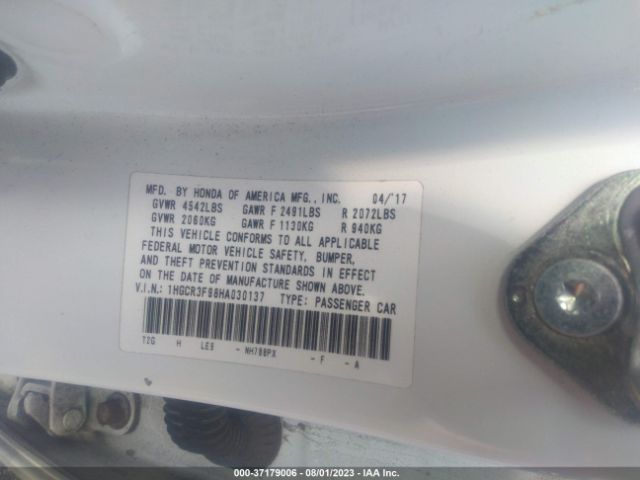 MFD. BY HONDA OF AMERICA MFG., INC. 04/'17
GVWR 4542LBS GAWR F 2491LBS R 2072LBS
GVWR 2060KG GAWR F 1130KG R 940KG
THIS VEHICLE CONFORMS TO ALL APPLICABLE
FEDERAL MOTOR VEHICLE SAFETY, BUMPER,
AND THEFT PREVENTION STANDARDS IN EFFECT
ON THE DATE OF MANUFACTURE SHOWN ABOVE.
V.I.N.: 1HGCR3F88HA030137 TYPE: PASSENGER CAR
T2G H LE9 - NH788PX - F - A
000-37179006 - 08/01/2023 - IAA Inc.